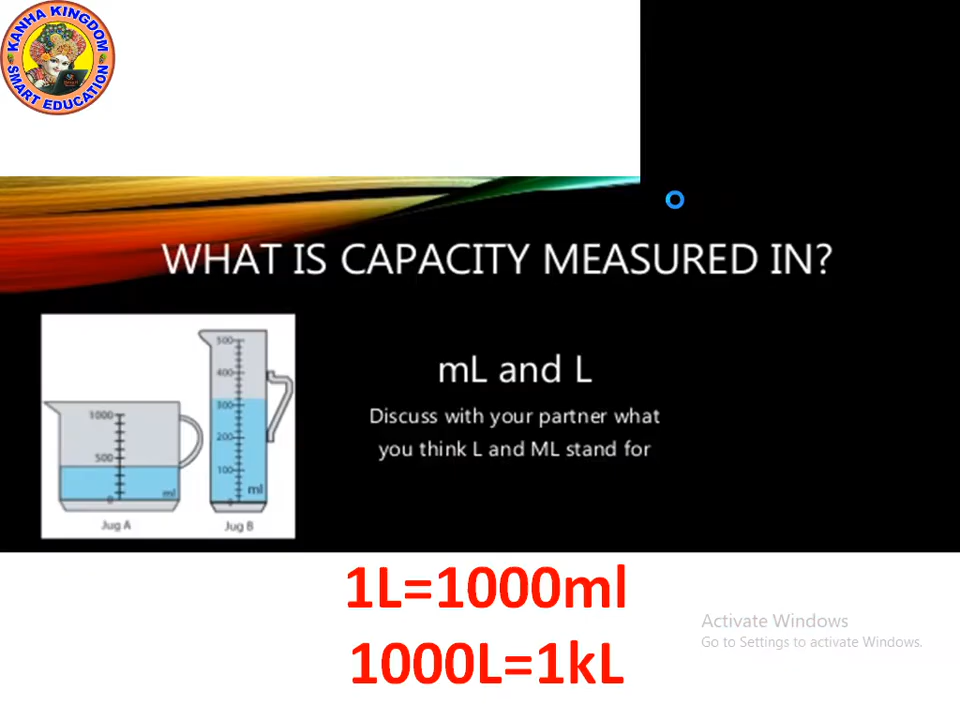 KANHA KINGDOM
SMART EDUCATION
WHAT IS CAPACITY MEASURED IN?
mL and L
Discuss with your partner what
you think L and ML stand for
1000
500
0
ml
Jug A
500
400
300
200
100
0
ml
Jug B
1L=1000ml
1000L=1kL
Activate Windows
Go to Settings to activate Windows.